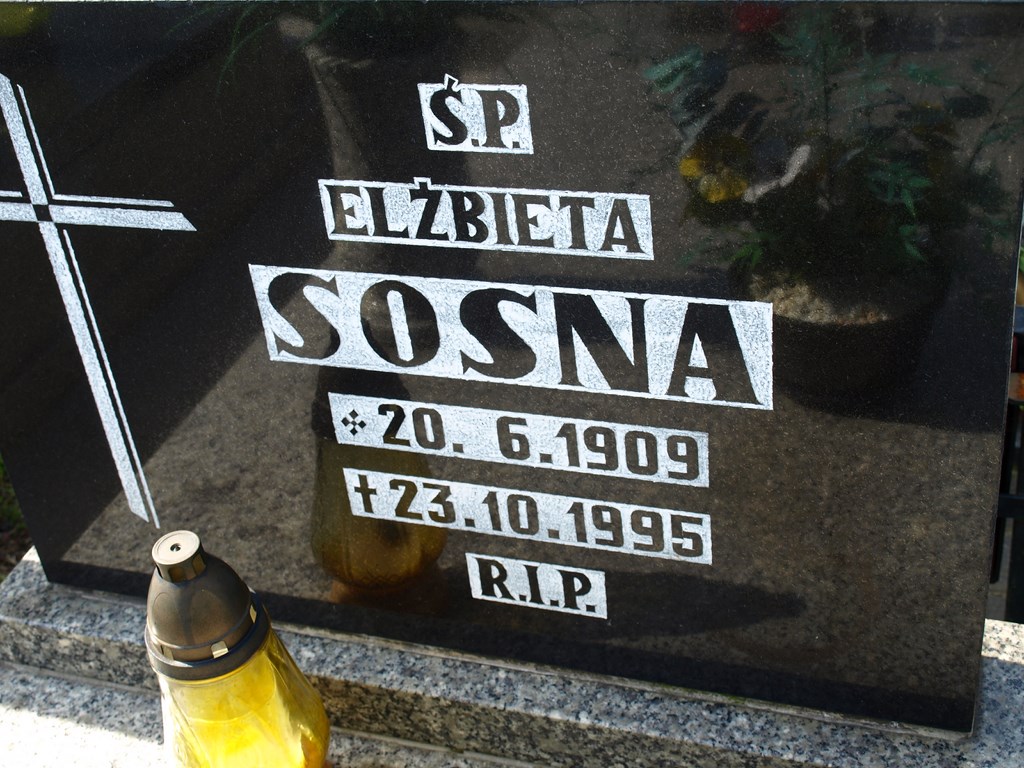 Ś.P.
ELŻBIETA
SOSNA
20. 6.1909
23.10.1995
R.I.P.